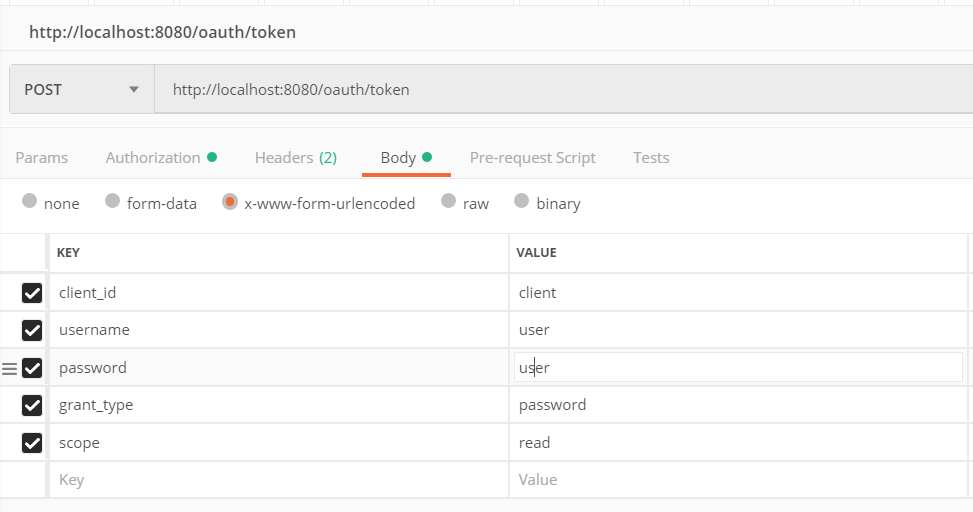 http://localhost:8080/oauth/token
POST http://localhost:8080/oauth/token
Params Authorization Headers (2) Body Pre-request Script Tests
none form-data x-www-form-urlencoded raw binary
KEY VALUE
client_id client
username user
password user
grant_type password
scope read
Key Value